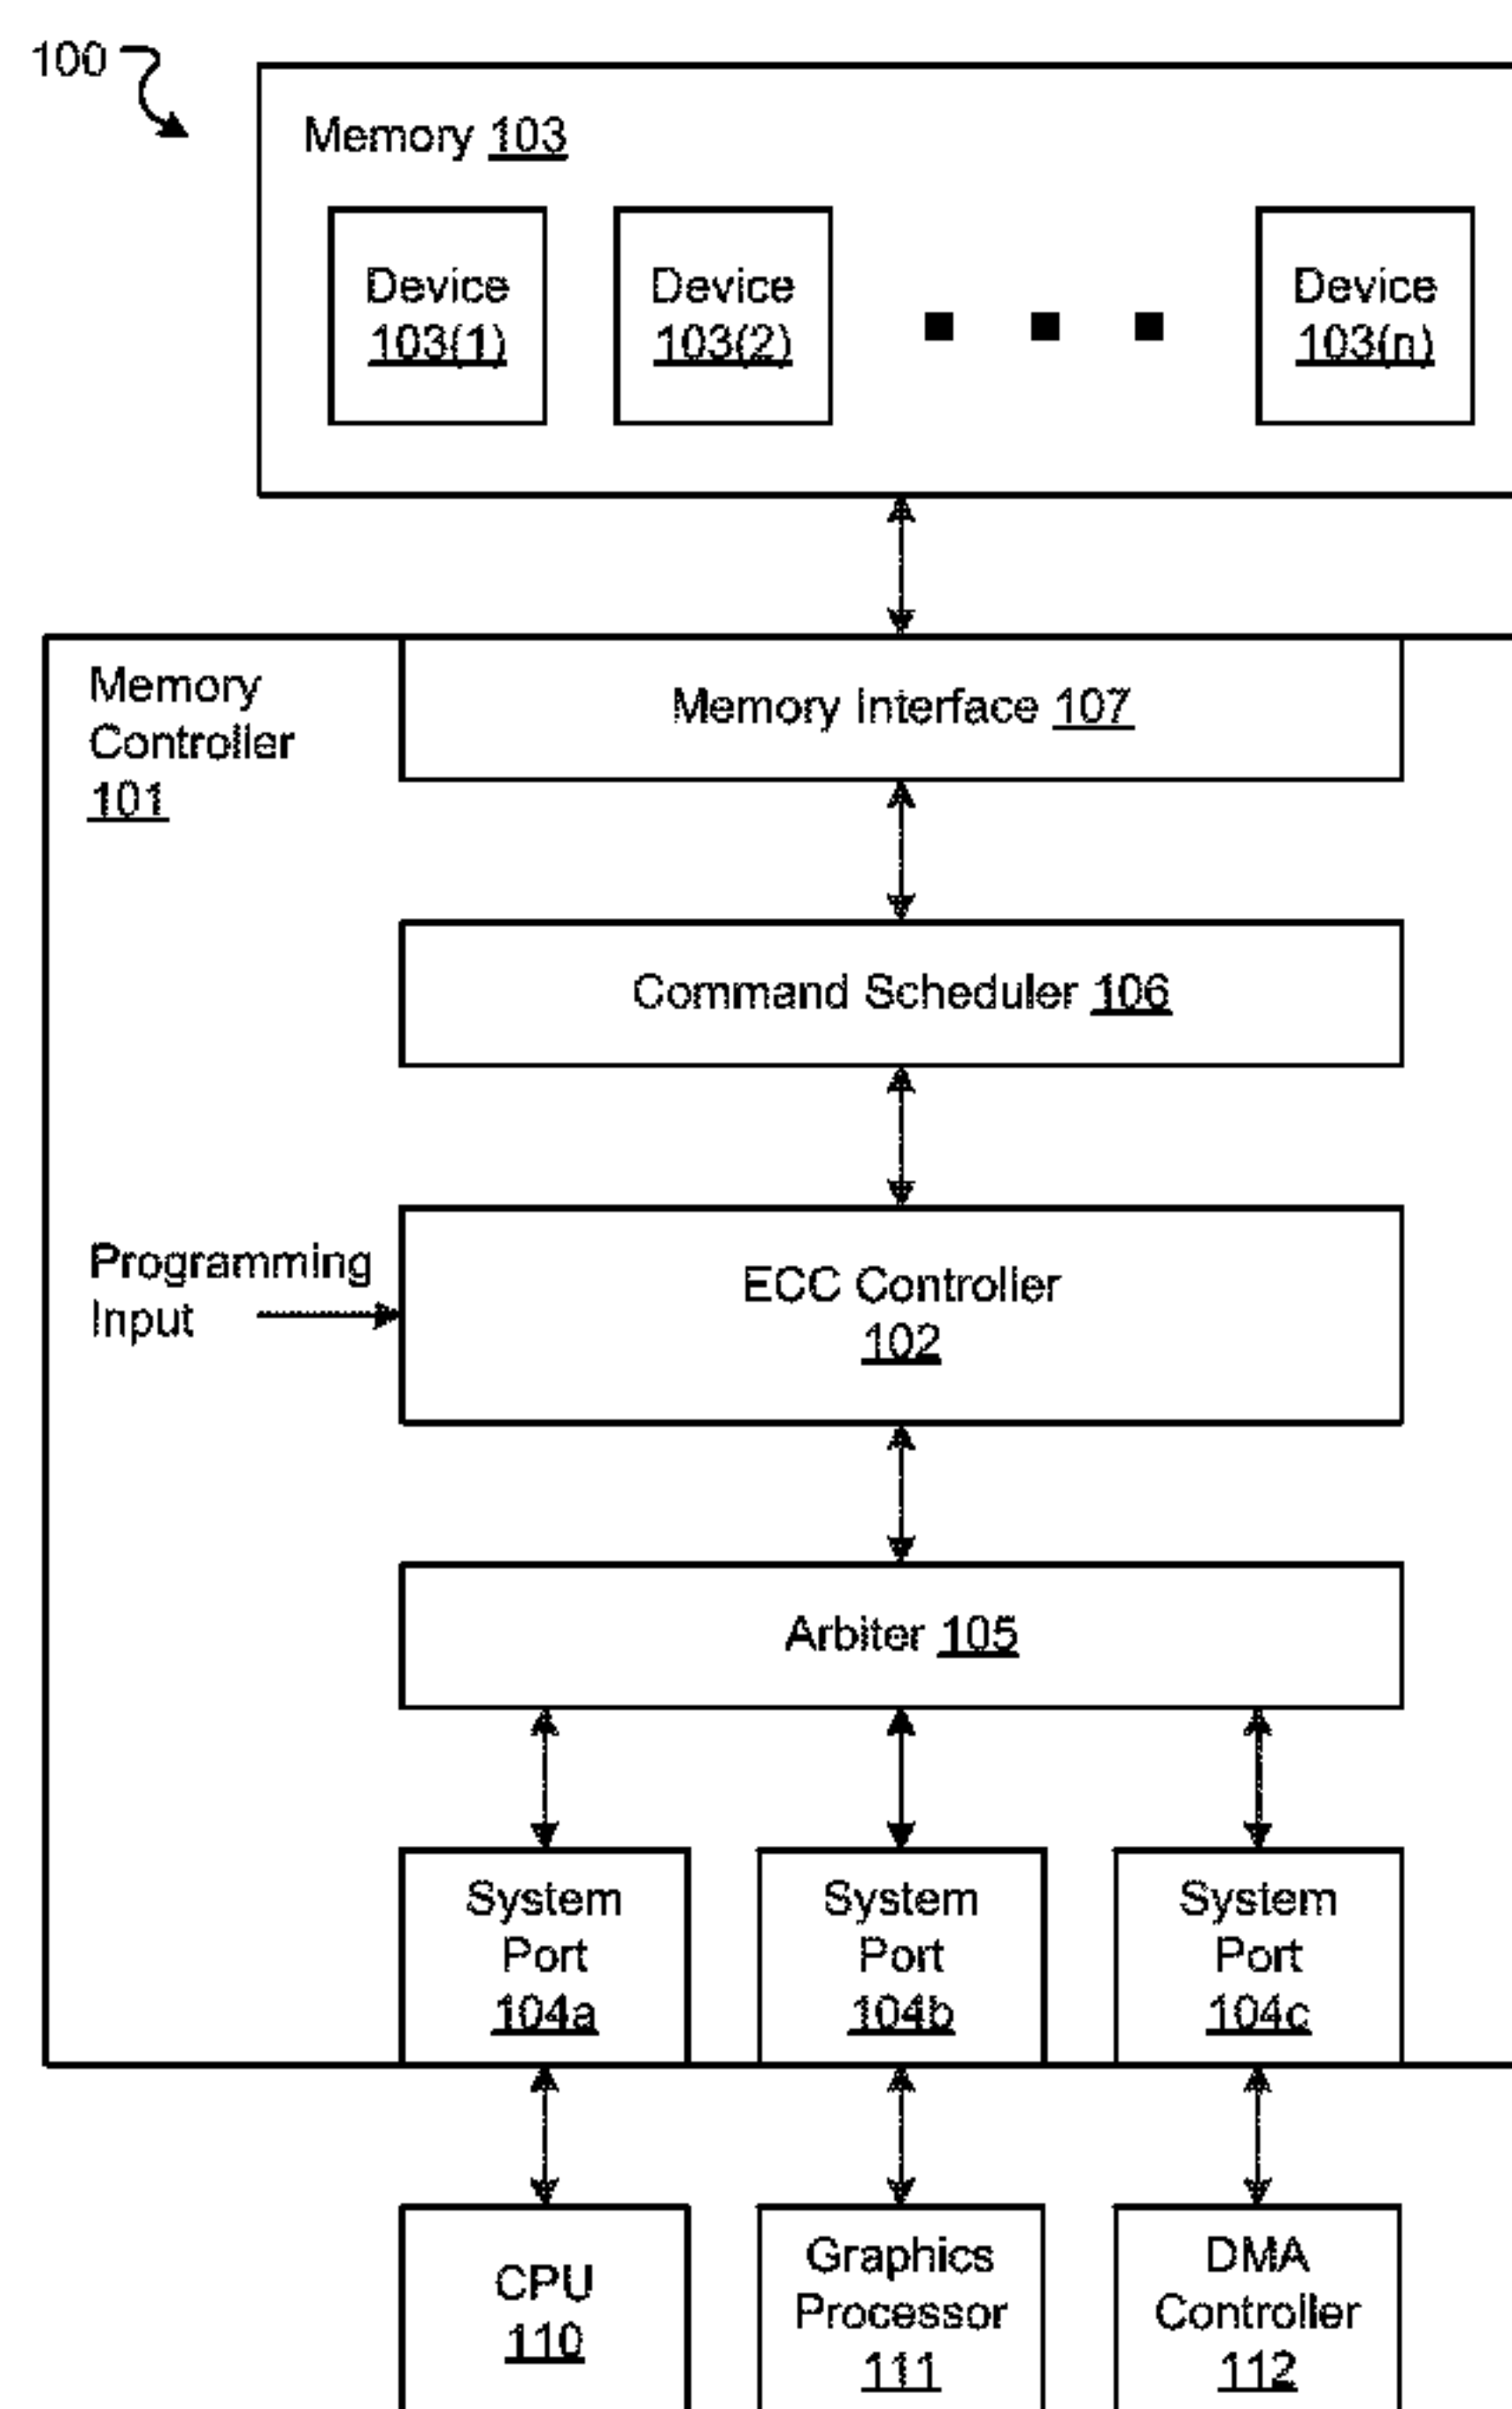 100
Memory 103
Device
103(1)
Device
103(2)
Device
103(n)
Memory
Controller
101
Memory Interface 107
Command Scheduler 106
Programming
Input
ECC Controller
102
Arbiter 105
System
Port
104a
System
Port
104b
System
Port
104c
CPU
110
Graphics
Processor
111
DMA
Controller
112